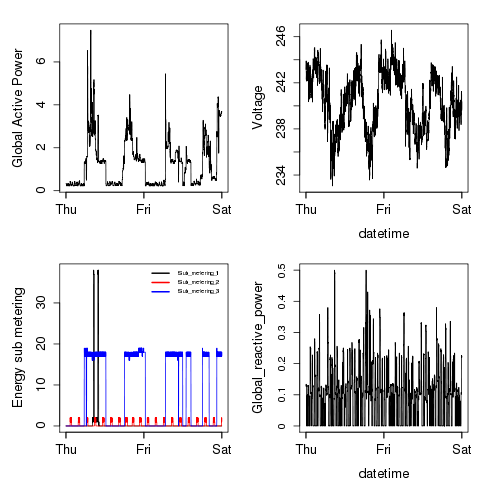 Global Active Power
6
4
2
0
Thu
Fri
Sat
Voltage
246
242
238
234
Thu
Fri
Sat
datetime
Energy sub metering
30
20
10
0
Sub_metering_1
Sub_metering_2
Sub_metering_3
Thu
Fri
Sat
Global_reactive_power
0.5
0.4
0.3
0.2
0.1
0
Thu
Fri
Sat
datetime